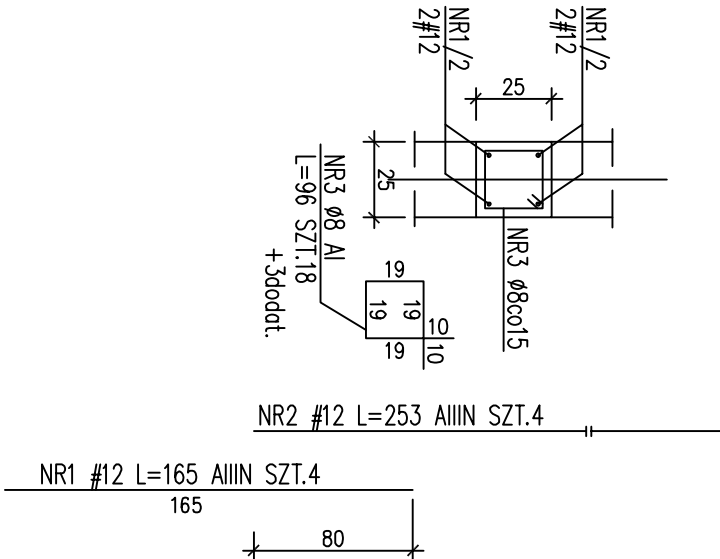 NR1/2
2#12
NR1/2
2#12
25
25
NR3 ø8 AI
L=96 SZT.18
+3dodat.
NR3 ø8co15
19
19
19
10
19
10
NR2 #12 L=253 AIIIN SZT.4
NR1 #12 L=165 AIIIN SZT.4
165
80